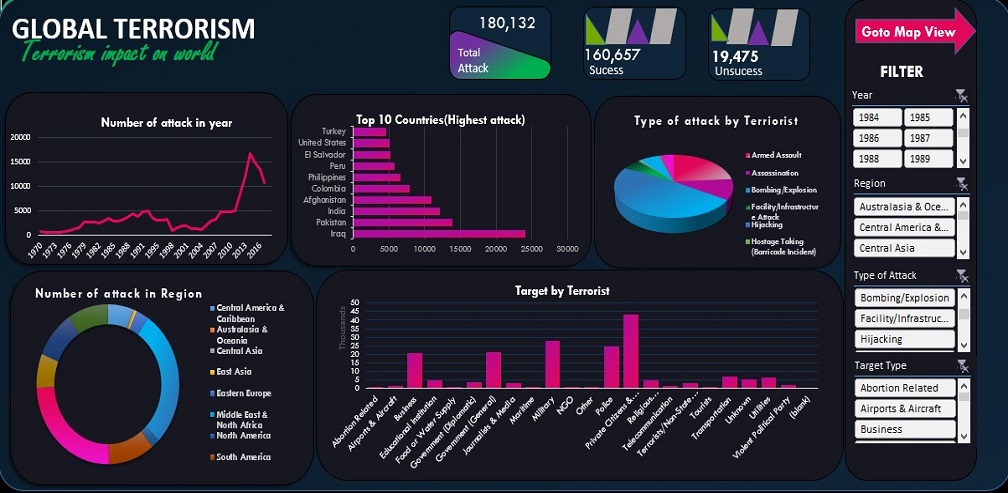 GLOBAL TERRORISM
Terrorism impact on world
180,132
Total
Attack
160,657
Sucess
19,475
Unsucess
Goto Map View
FILTER
Number of attack in year
20000
15000
10000
5000
0
1970
1973
1976
1979
1982
1985
1988
1991
1995
1998
2001
2004
2007
2010
2013
2016
Top 10 Countries(Highest attack)
Turkey
United States
El Salvador
Peru
Philippines
Colombia
Afghanistan
India
Pakistan
Iraq
0
5000
10000
15000
20000
25000
30000
Type of attack by Terriorist
Armed Assault
Assassination
Bombing/Explosion
Facility/Infrastructur
e Attack
Hijacking
Hostage Taking
(Barricade Incident)
Year
1984
1985
1986
1987
1988
1989
Region
Australasia & Oce...
Central America &...
Central Asia
Type of Attack
Bombing/Explosion
Facility/Infrastruc...
Hijacking
Target Type
Abortion Related
Airports & Aircraft
Business
Number of attack in Region
Central America &
Caribbean
Australasia &
Oceania
Central Asia
East Asia
Eastern Europe
Middle East &
North Africa
North America
South America
Target by Terrorist
Thousands
50
45
40
35
30
25
20
15
10
5
0
Abortion Related
Airports & Aircraft
Business
Educational Institution
Food or Water Supply
Government (Diplomatic)
Government (General)
Journalists & Media
Maritime
Military
NGO
Other
Police
Private Citizens &...
Religious...
Telecommunication
Terrorists/Non-State...
Tourists
Transportation
Unknown
Utilities
Violent Political Party
(blank)